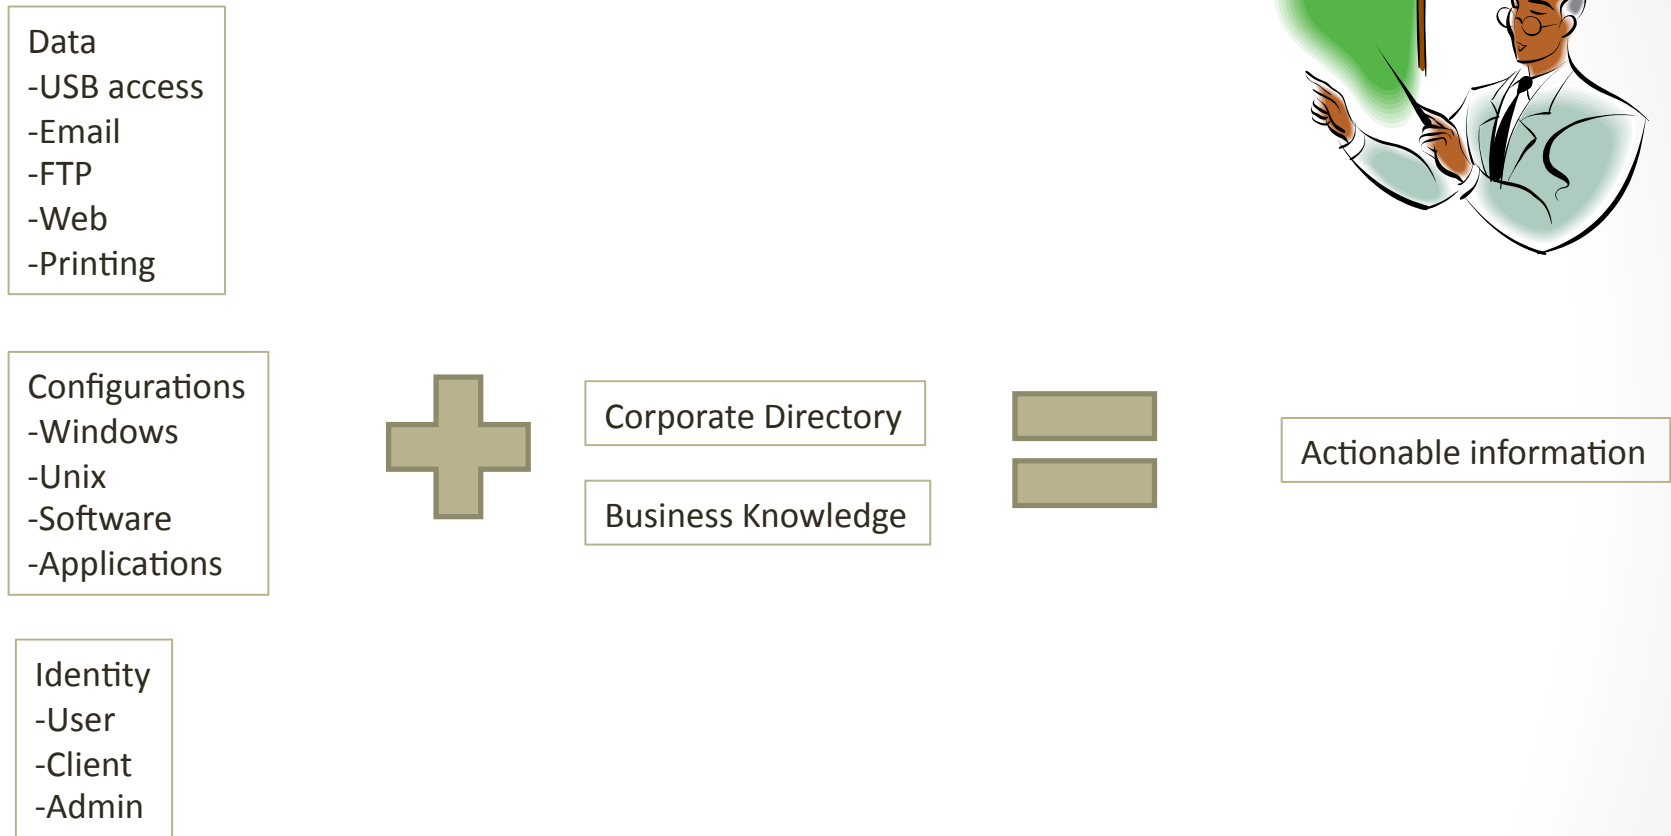 Data
-USB access
-Email
-FTP
-Web
-Printing
Configurations
-Windows
-Unix
-Software
-Applications
Identity
-User
-Client
-Admin
Corporate Directory
Business Knowledge
Actionable information